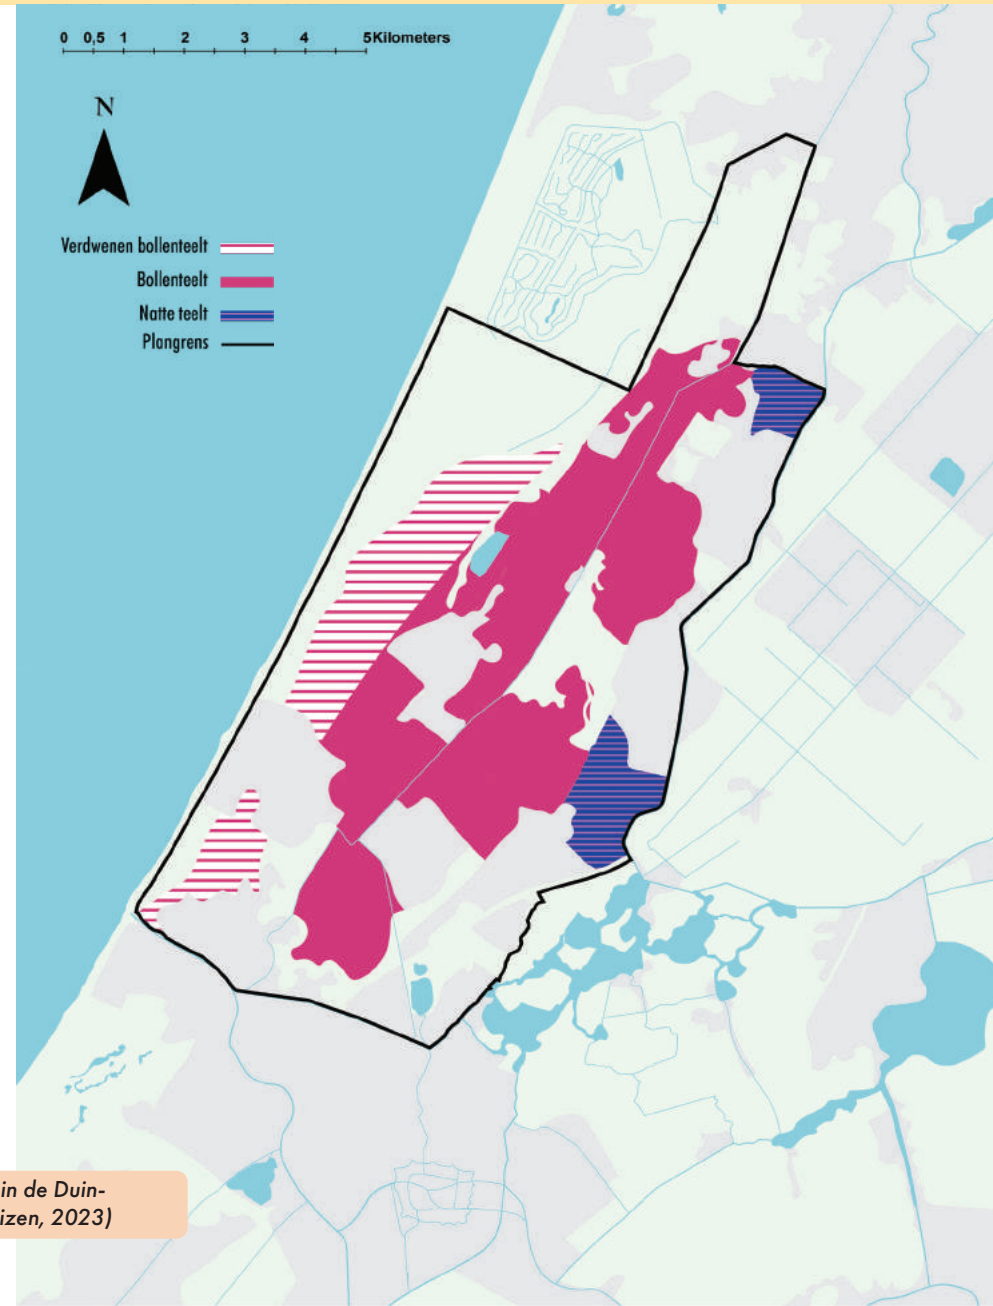 0 0,5 1 2 3 4 5Kilometers
N
Verdwenen bollenteelt
Bollenteelt
Natte teelt
Plangrens
in de Duin-
izen, 2023)